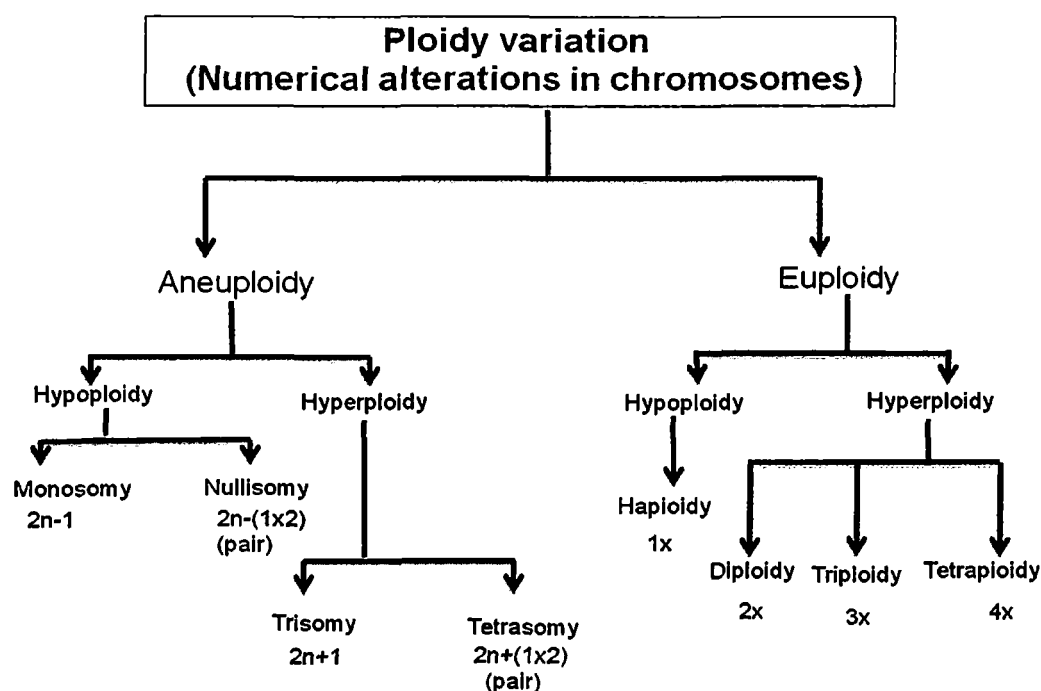 Ploidy variation
(Numerical alterations in chromosomes)
Aneuploidy
Euploidy
Hypoploidy
Hyperploidy
Hypoploidy
Hyperploidy
Monosomy
2n-1
Nullisomy
2n-(1x2)
(pair)
Hapioidy
1x
Diploidy
2x
Triploidy
3x
Tetrapioidy
4x
Trisomy
2n+1
Tetrasomy
2n+(1x2)
(pair)